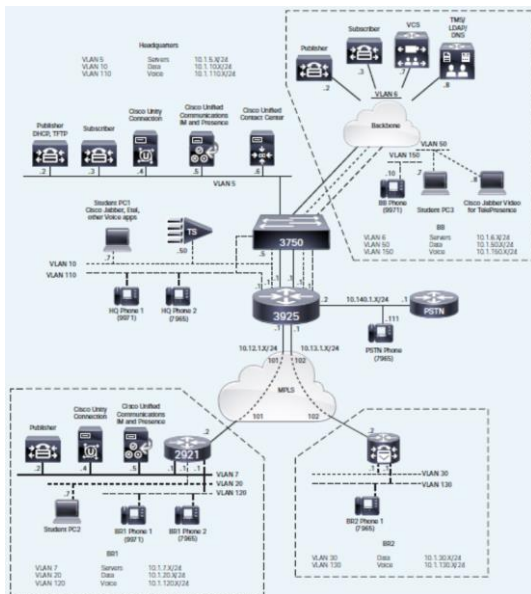 Headquarters
VLAN 5 Servers 10.1.5.X/24
VLAN 10 Data 10.1.10.X/24
VLAN 110 Voice 10.1.110.X/24
Publisher
DHCP, TFTP
.2
Subscriber
.3
Cisco Unity
Connection
.4
Cisco Unified
Communications
IM and Presence
.5
Cisco Unified
Contact Center
.6
VLAN 5
Publisher
.2
Subscriber
.3
VCS
.7
TMS/
LDAP/
DNS
.8
VLAN 6
Backbone
VLAN 50
VLAN 150
.10
BB Phone
(9971)
.7
Student PC3
Cisco Jabber Video
for TelePresence
BB
VLAN 6 Servers 10.1.6.X/24
VLAN 50 Data 10.1.50.X/24
VLAN 150 Voice 10.1.150.X/24
Student PC1
Cisco Jabber,
other Voice apps
.7
TS
.50
VLAN 10
VLAN 110
HQ Phone 1
(9971)
HQ Phone 2
(7965)
3750
.5
.1
.1
.1
3925
.2
10.140.1.X/24
.1
PSTN
.111
PSTN Phone
(7965)
.1
.1
10.12.1.X/24
10.13.1.X/24
101
102
MPLS
101
102
Publisher
.2
Cisco Unity
Connection
.4
Cisco Unified
Communications
IM and Presence
.5
2921
.2
.1
.1
.1
VLAN 7
VLAN 20
VLAN 120
.7
Student PC2
BR1 Phone 1
(9971)
BR1 Phone 2
(7965)
BR1
VLAN 7 Servers 10.1.7.X/24
VLAN 20 Data 10.1.20.X/24
VLAN 120 Voice 10.1.120.X/24
.2
.1
.1
VLAN 30
VLAN 130
BR2 Phone 1
(7965)
BR2
VLAN 30 Data 10.1.30.X/24
VLAN 130 Voice 10.1.130.X/24